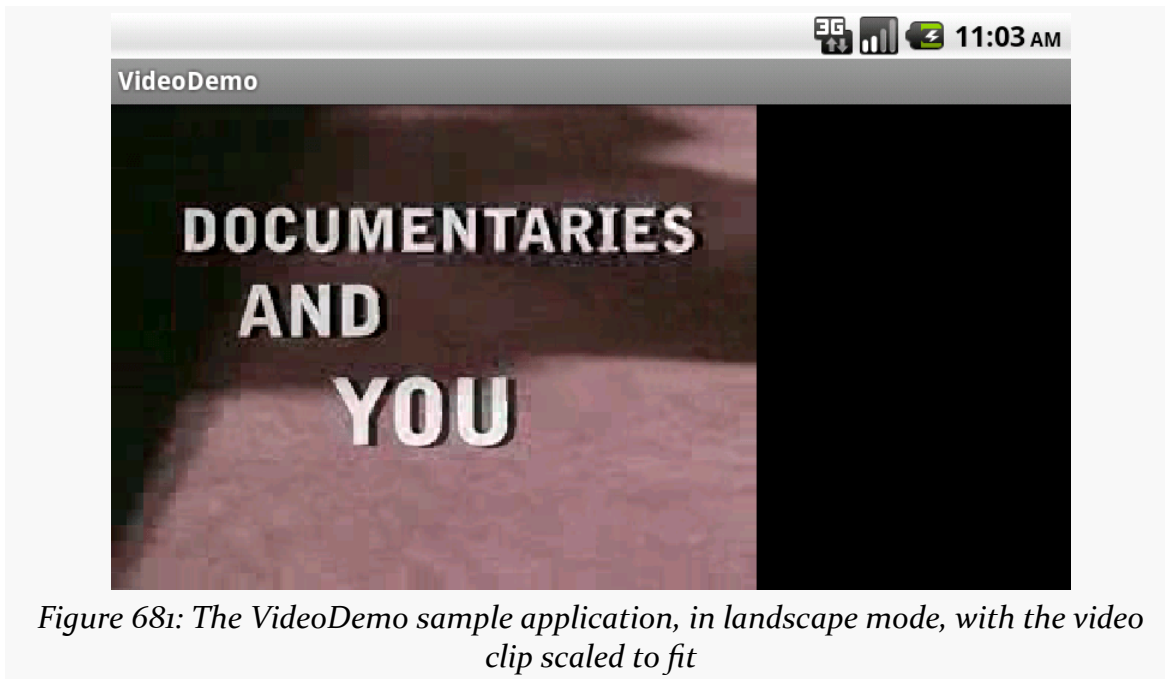 3G 11:03 AM
VideoDemo
DOCUMENTARIES
AND
YOU
Figure 681: The VideoDemo sample application, in landscape mode, with the video
clip scaled to fit